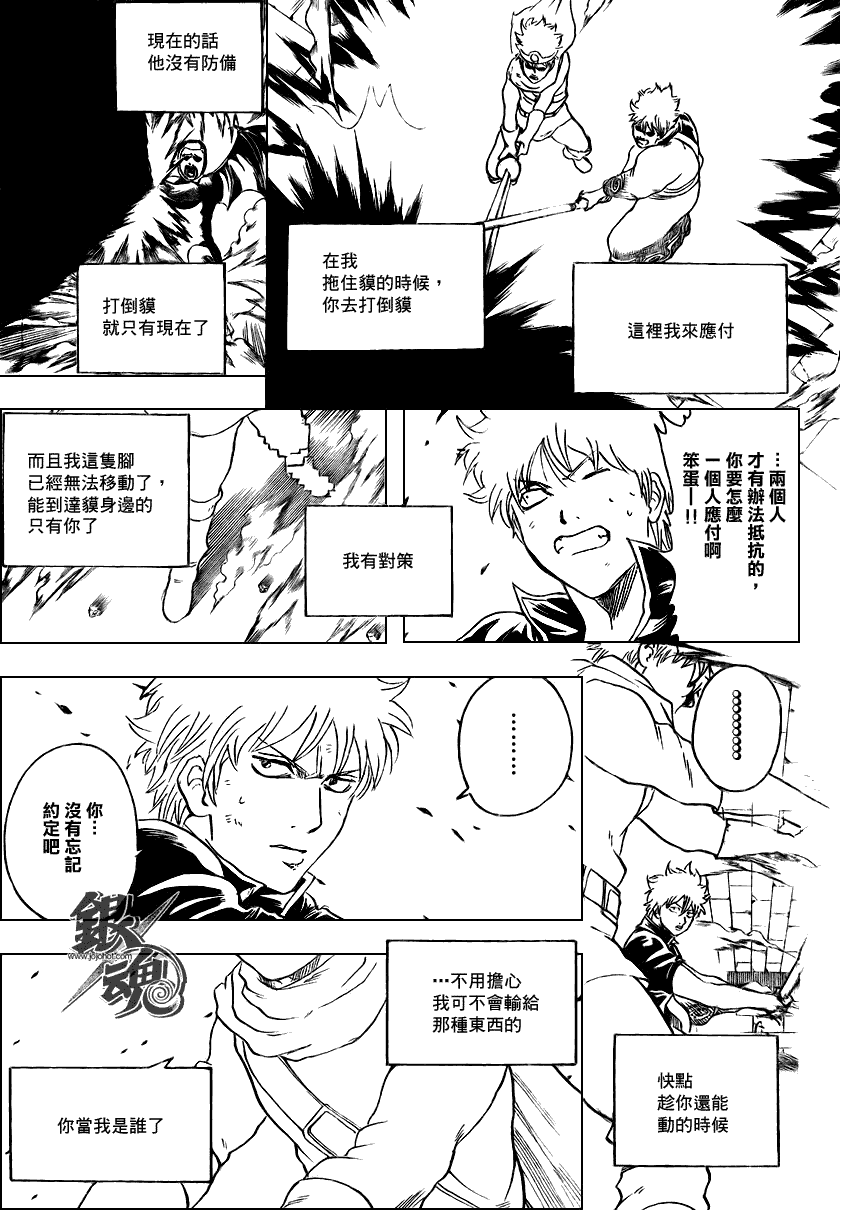 這裡我來應付
在我
拖住貘的時候，
你去打倒貘
現在的話
他沒有防備
打倒貘
就只有現在了
…兩個人
才有辦法抵抗的，
你要怎麼
一個人應付啊
笨蛋—!!
我有對策
而且我這隻腳
已經無法移動了，
能到達貘身邊的
只有你了
………
快點
趁你還能
動的時候
………
你…
沒有忘記
約定吧
…不用擔心
我可不會輸給
那種東西的
你當我是誰了
銀魂
www.jojohot.com